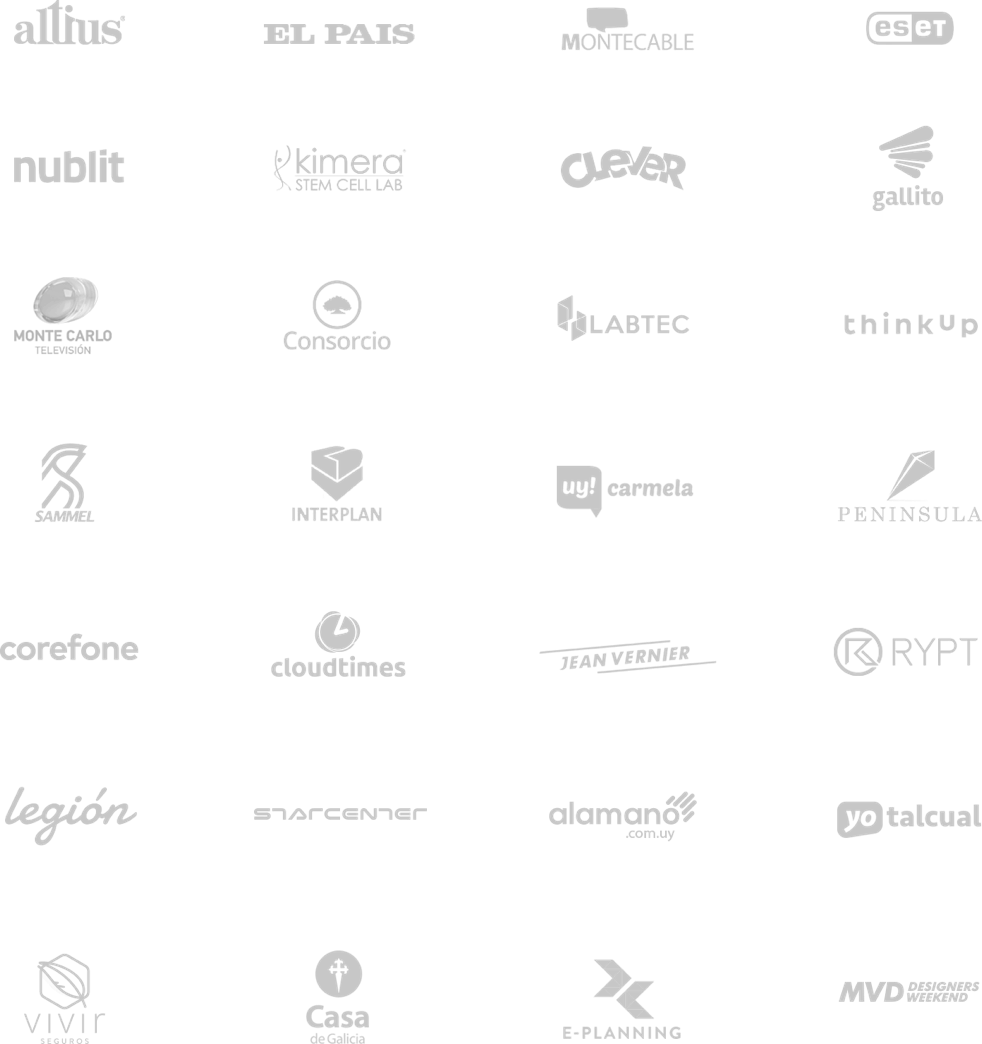 altius
EL PAIS
MONTECABLE
eseT
nublit
kimera
STEM CELL LAB
CLeVER
gallito
MONTE CARLO
TELEVISIÓN
Consorcio
LABTEC
thinkUp
SAMMEL
INTERPLAN
uy! carmela
PENINSULA
corefone
cloudtimes
JEAN VERNIER
RYPT
legión
STARCENTER
alamano
.com.uy
yo talcual
vivir
SEGUROS
Casa
de Galicia
E-PLANNING
MVD DESIGNERS
WEEKEND